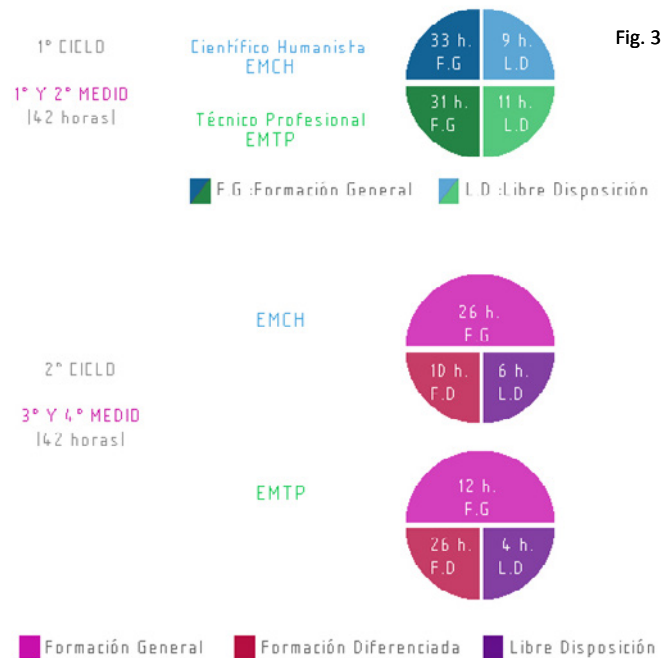 Fig. 3
1° CICLO
1° Y 2° MEDIO
(42 horas)
Científico Humanista
EMCH
33 h.
F.G
9 h.
L.D
Técnico Profesional
EMTP
31 h.
F.G
11 h.
L.D
F.G :Formación General
L.D :Libre Disposición
2° CICLO
3° Y 4° MEDIO
(42 horas)
EMCH
26 h.
F.G
10 h.
F.D
6 h.
L.D
EMTP
12 h.
F.G
26 h.
F.D
4 h.
L.D
Formación General
Formación Diferenciada
Libre Disposición